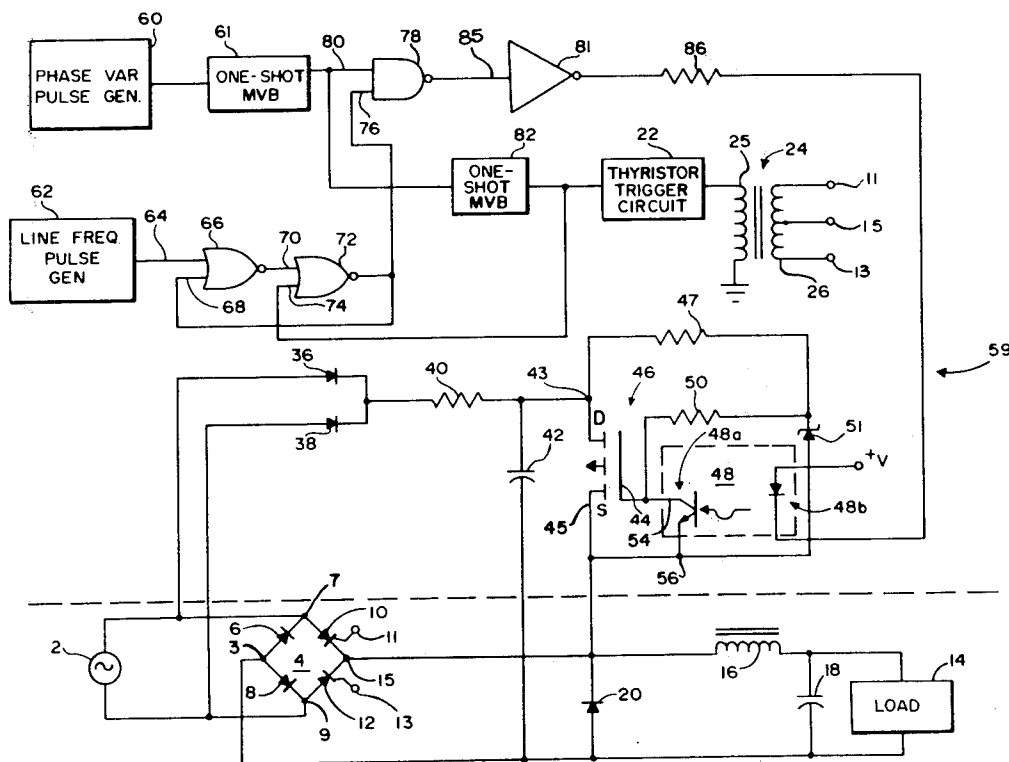 60
61
80
78
85
81
86
PHASE VAR
PULSE GEN.
ONE-SHOT
MVB
76
82
22
25
24
11
ONE-
SHOT
MVB
THYRISTOR
TRIGGER
CIRCUIT
15
13
26
62
64
66
70
72
LINE FREQ.
PULSE
GEN
68
74
47
59
36
40
43
46
50
38
D
48a
51
42
48
+V
S
44
54
48b
45
56
7
10
6
11
2
3
4
15
16
8
13
12
9
20
18
14
LOAD